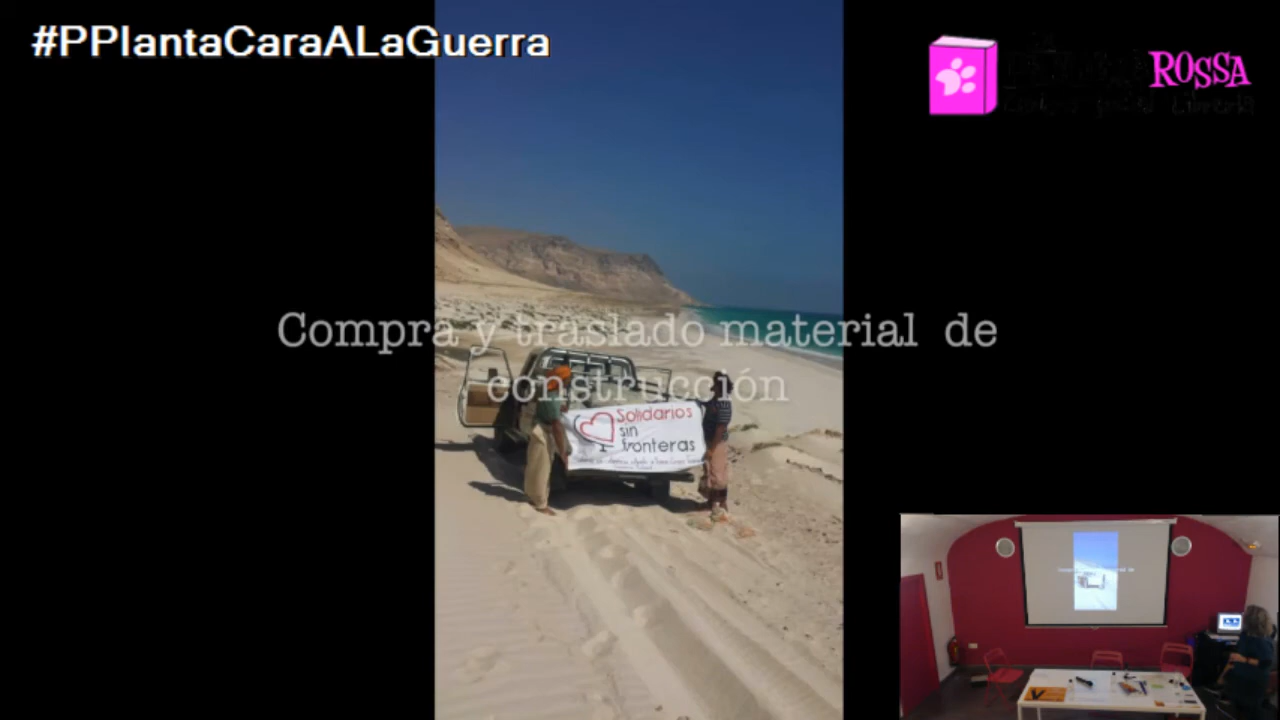 #PPlantaCaraALaGuerra
ROSSA
Compra y traslado material de
construcción
Solidarios
sin
fronteras